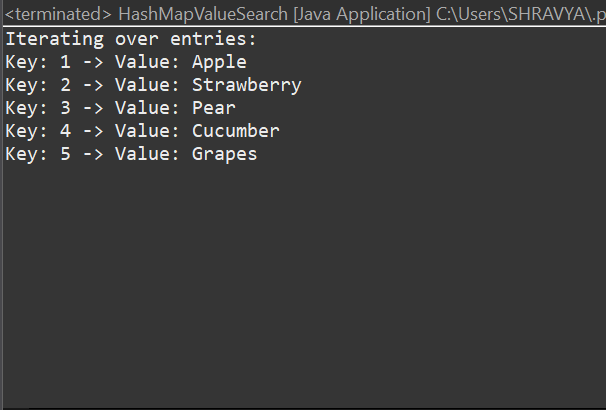 <terminated> HashMapValueSearch [Java Application] C:\Users\SHRAVYA\.p
Iterating over entries:
Key: 1 -> Value: Apple
Key: 2 -> Value: Strawberry
Key: 3 -> Value: Pear
Key: 4 -> Value: Cucumber
Key: 5 -> Value: Grapes